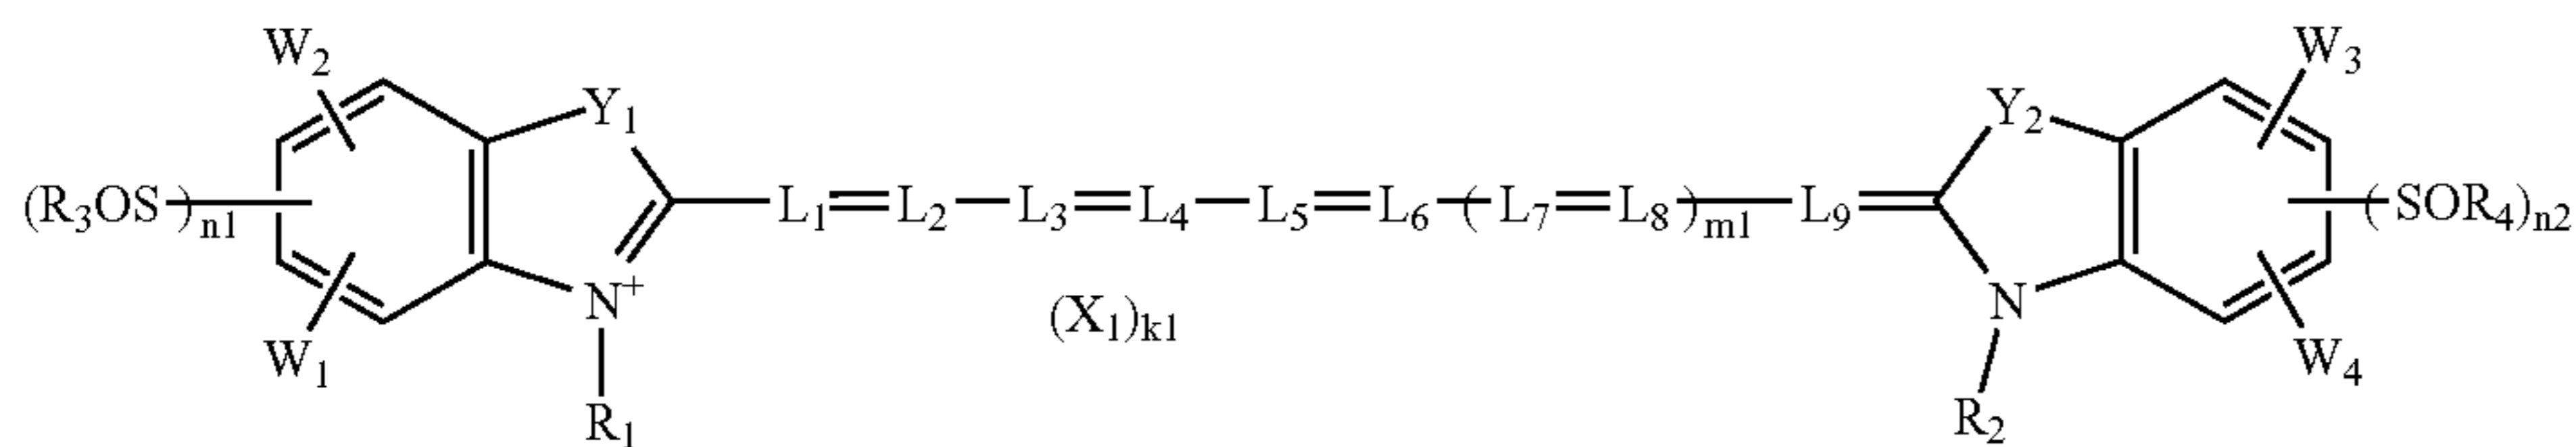 W₂ W₃
Y₁ Y₂
(R₃OS)ₙ₁ L₁=L₂—L₃=L₄—L₅=L₆—(L₇=L₈)ₘ₁—L₉ (SOR₄)ₙ₂
N⁺ (X₁)ₖ₁ N
W₁ W₄
R₁ R₂